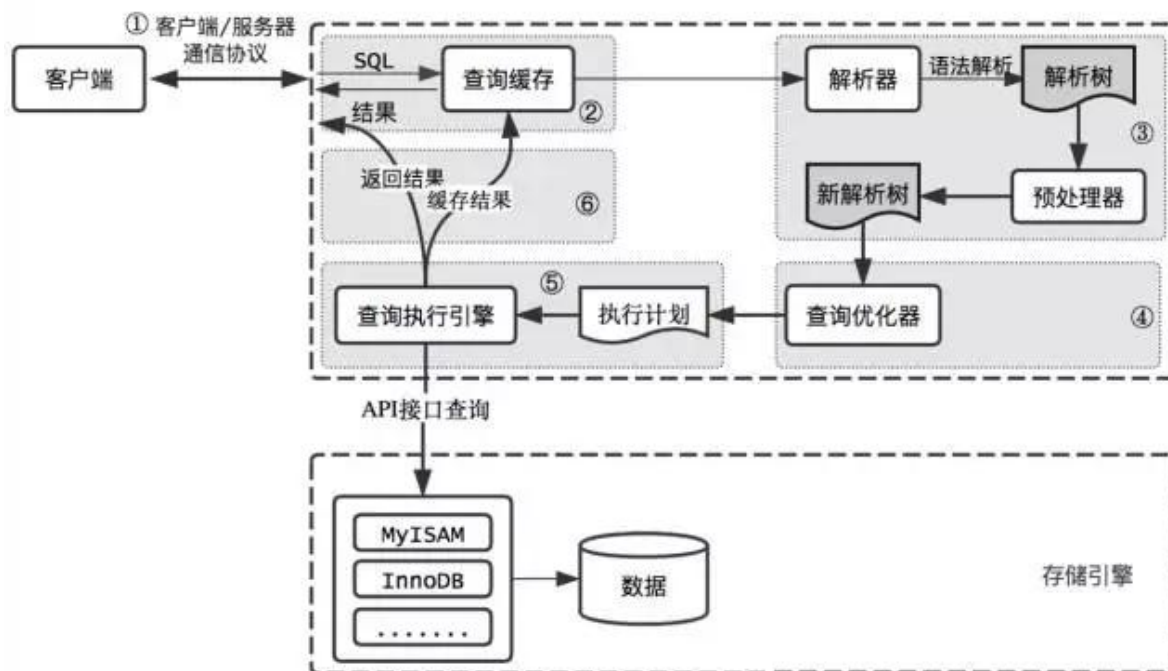 ① 客户端/服务器
通信协议
客户端
SQL
查询缓存
②
结果
解析器
语法解析
解析树
③
返回结果
缓存结果
⑥
新解析树
预处理器
查询执行引擎
⑤
执行计划
查询优化器
④
API接口查询
MyISAM
InnoDB
.......
数据
存储引擎